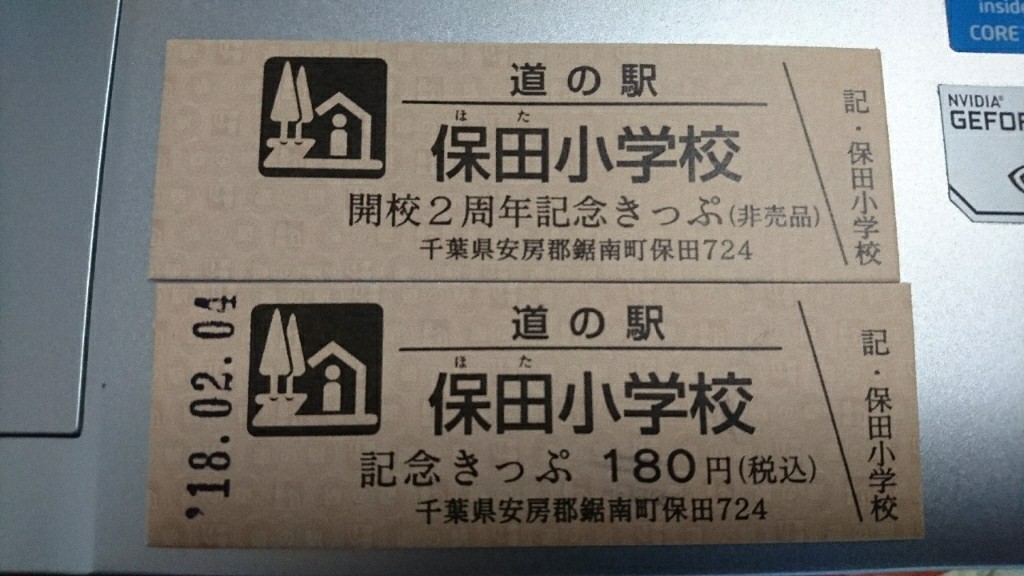 道の駅
ほた
保田小学校
開校2周年記念きっぷ(非売品)
千葉県安房郡鋸南町保田724
記・保田小学校
道の駅
ほた
保田小学校
記念きっぷ 180円(税込)
千葉県安房郡鋸南町保田724
記・保田小学校
'18.02.04
inside
CORE
NVIDIA
GEFOR